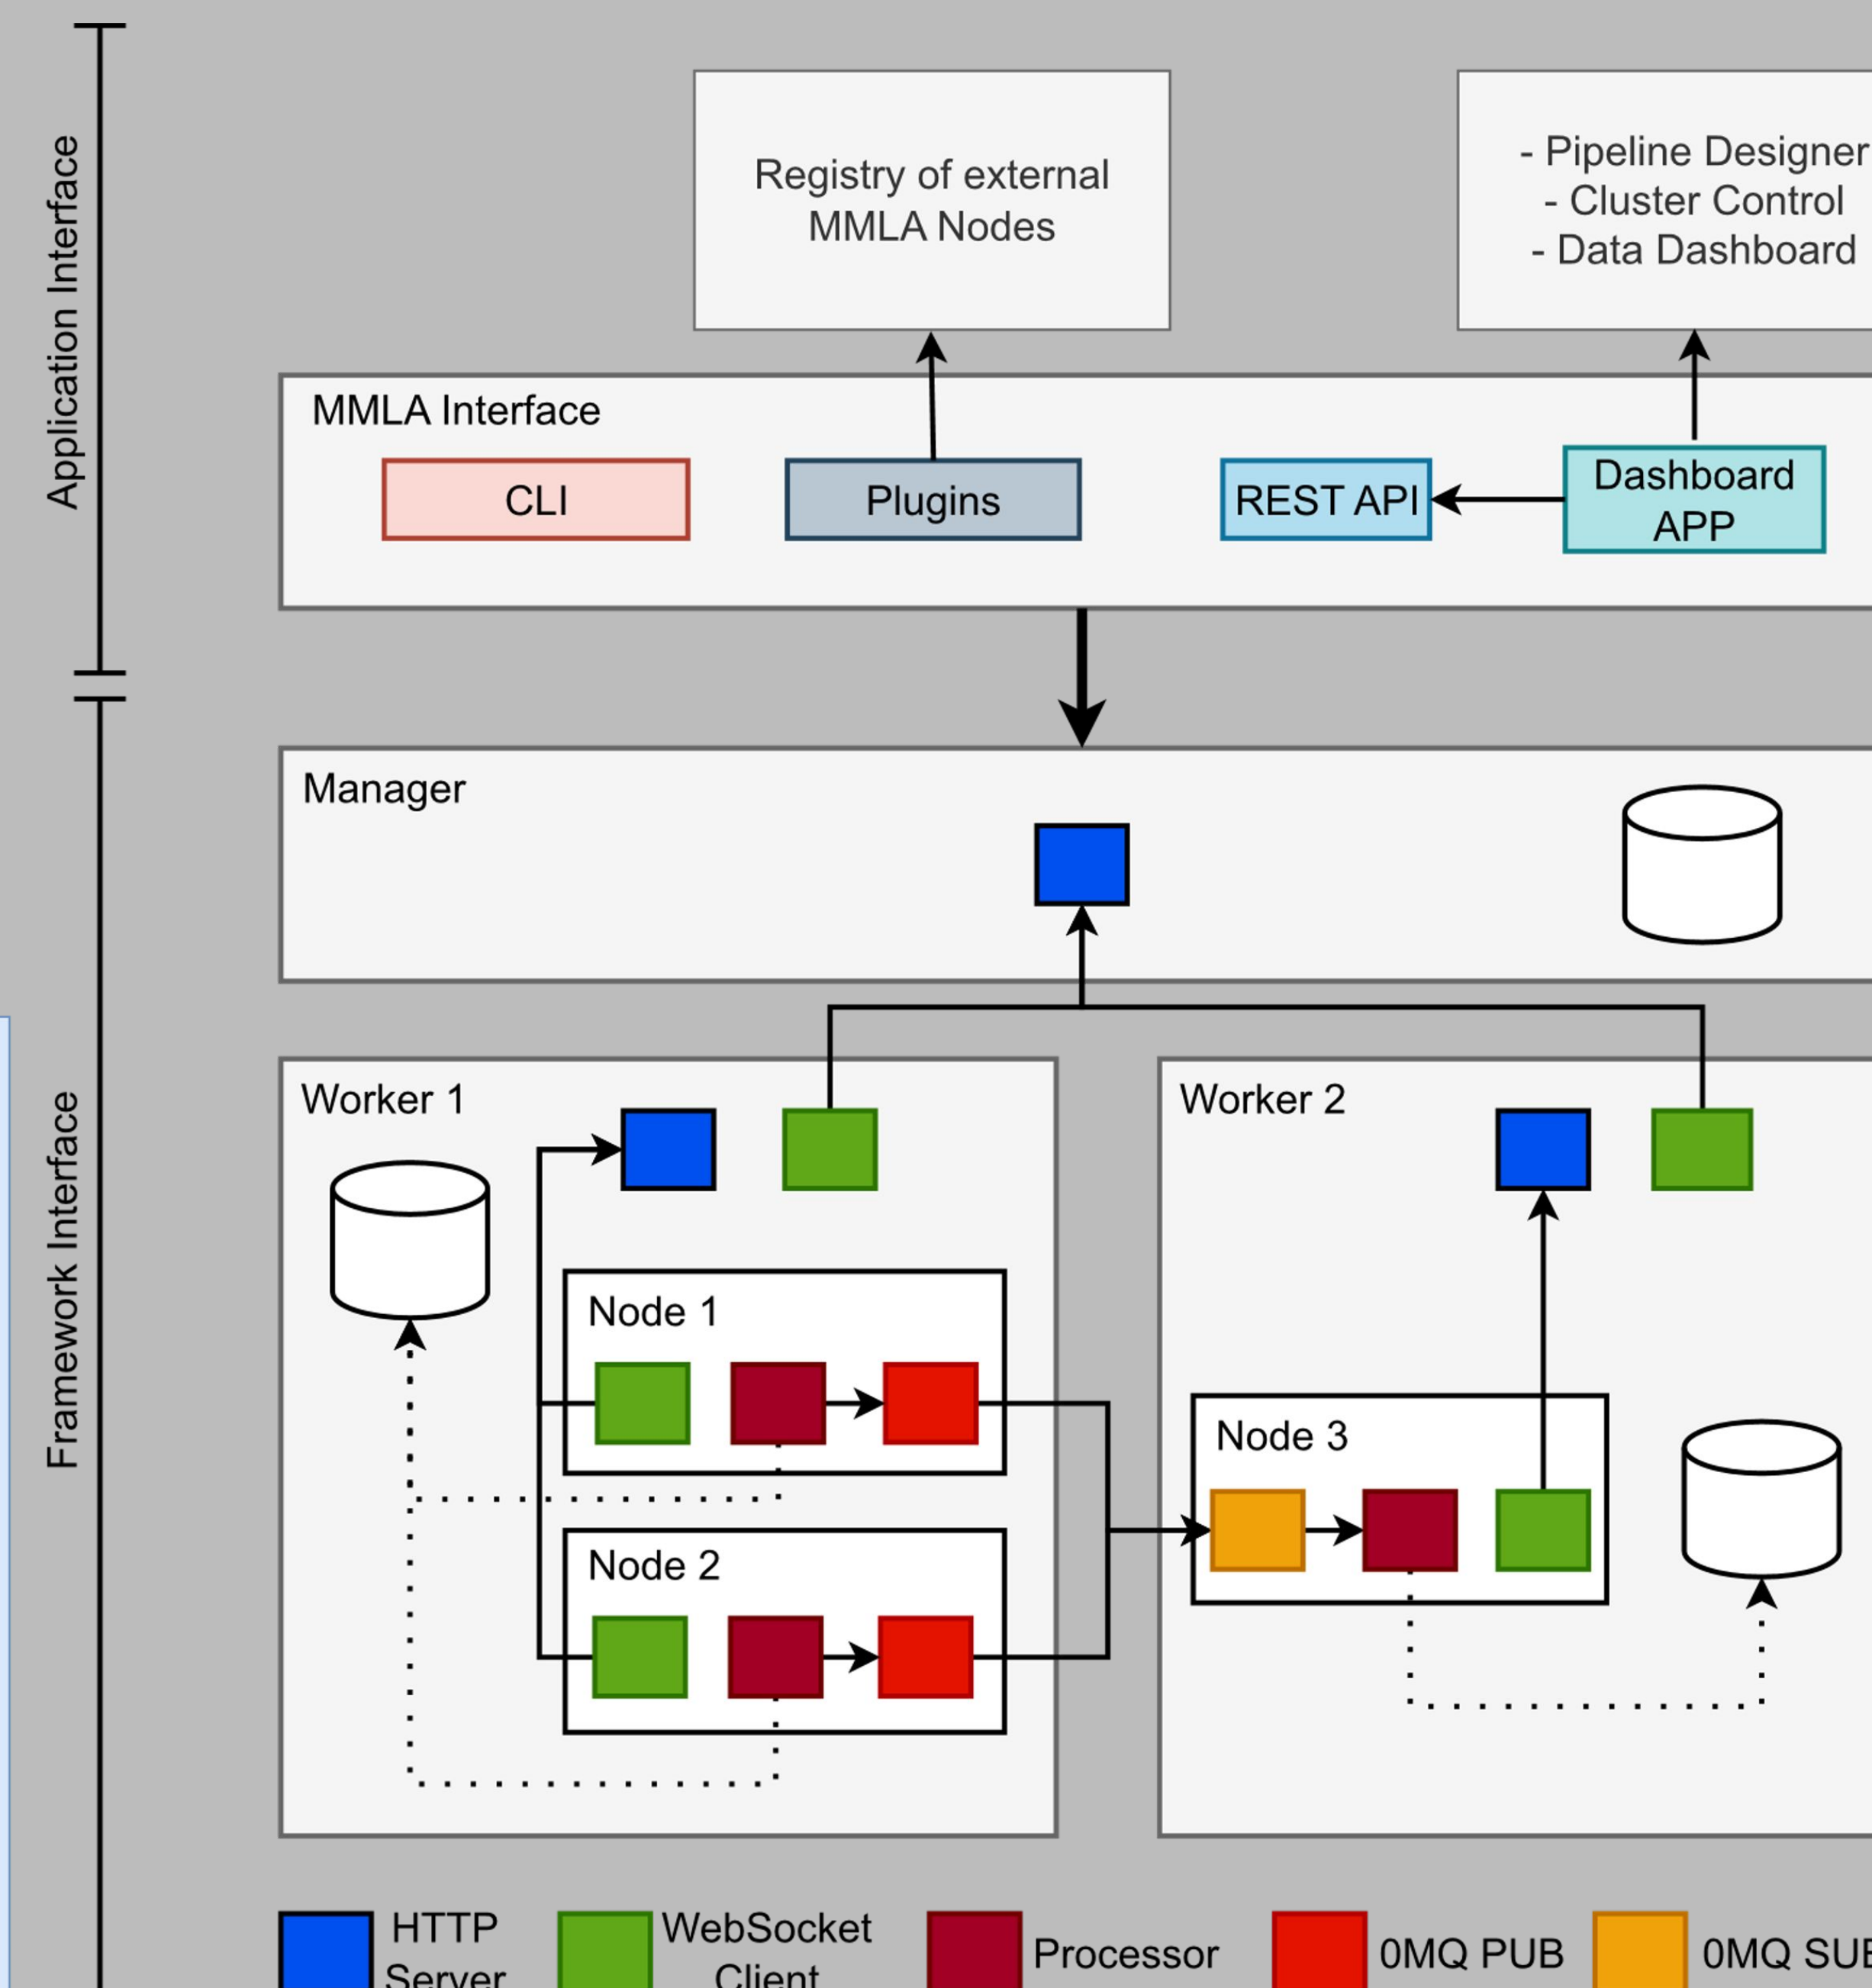 Application Interface
Registry of external
MMLA Nodes
- Pipeline Designer
- Cluster Control
- Data Dashboard
MMLA Interface
CLI
Plugins
REST API
Dashboard
APP
Manager
Framework Interface
Worker 1
Worker 2
Node 1
Node 3
Node 2
HTTP
Server
WebSocket
Client
Processor
0MQ PUB
0MQ